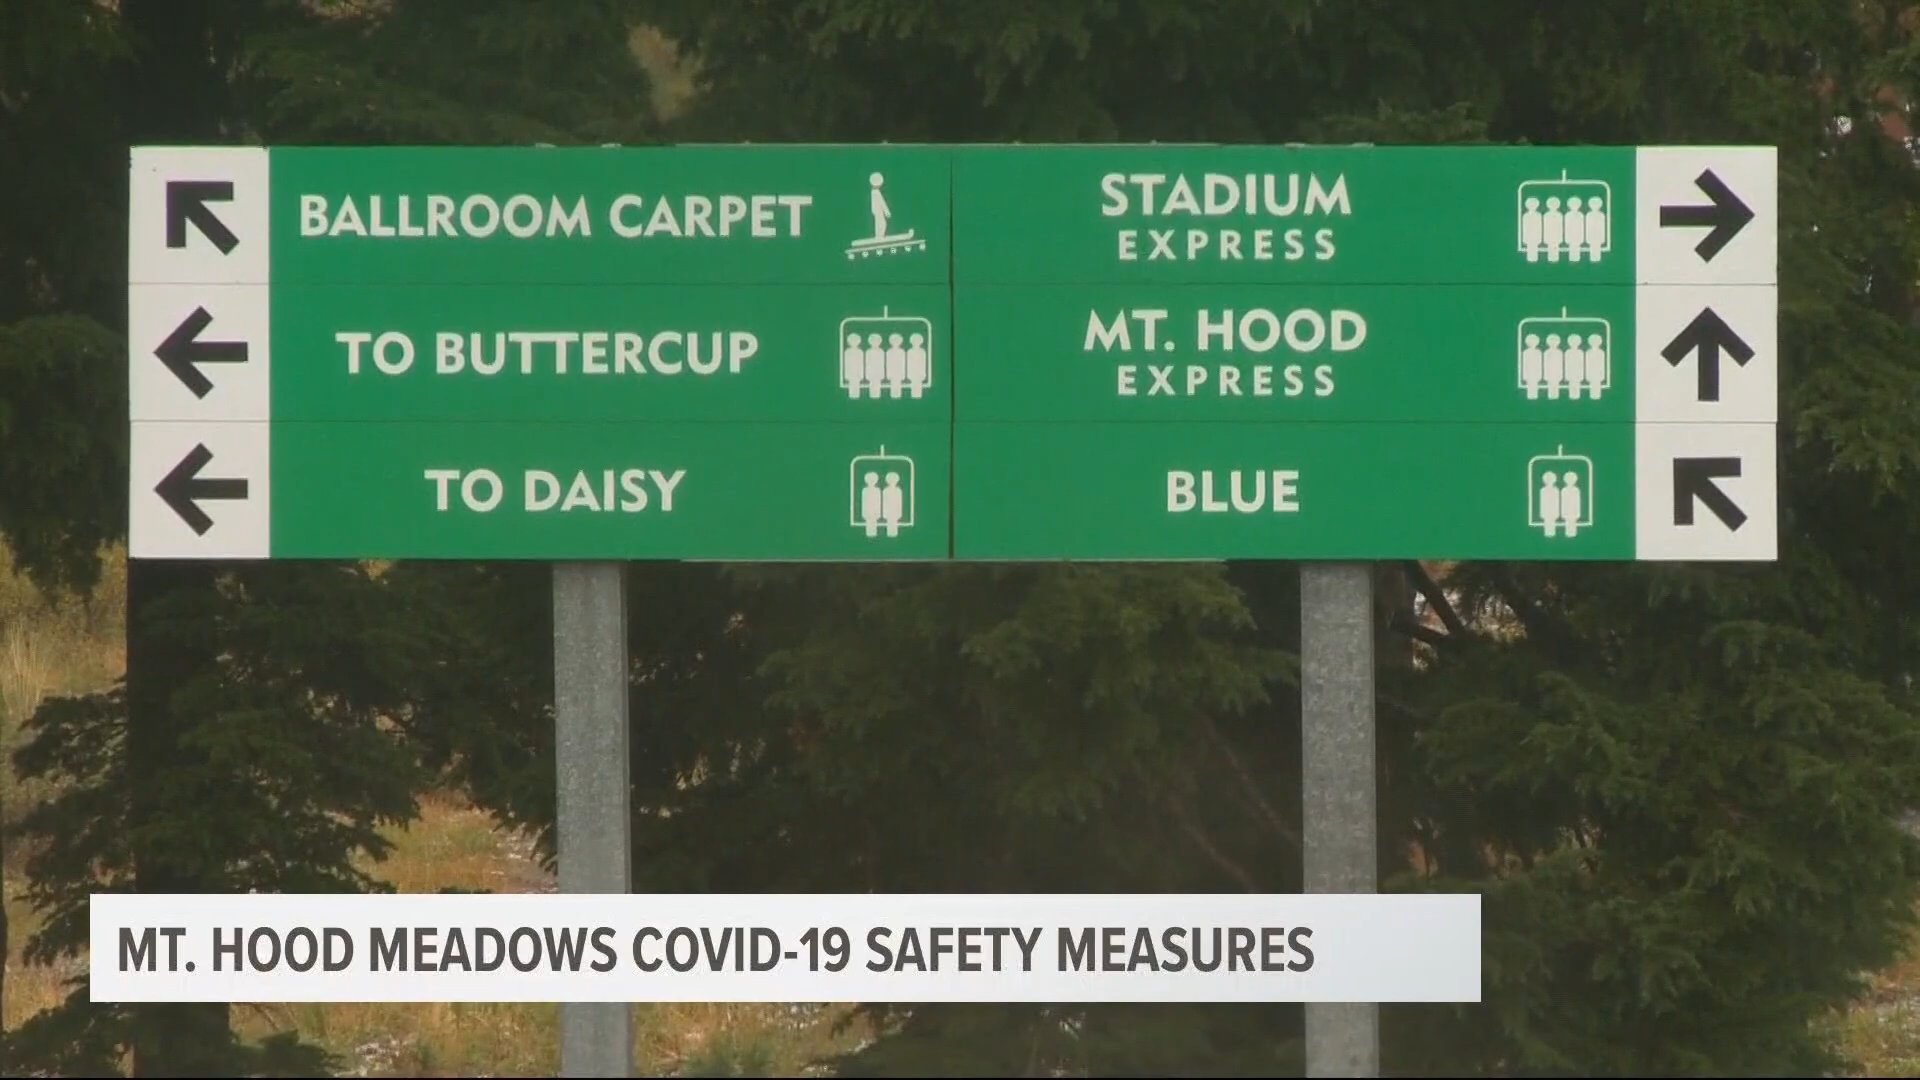 BALLROOM CARPET
TO BUTTERCUP
TO DAISY
STADIUM
EXPRESS
MT. HOOD
EXPRESS
BLUE
MT. HOOD MEADOWS COVID-19 SAFETY MEASURES